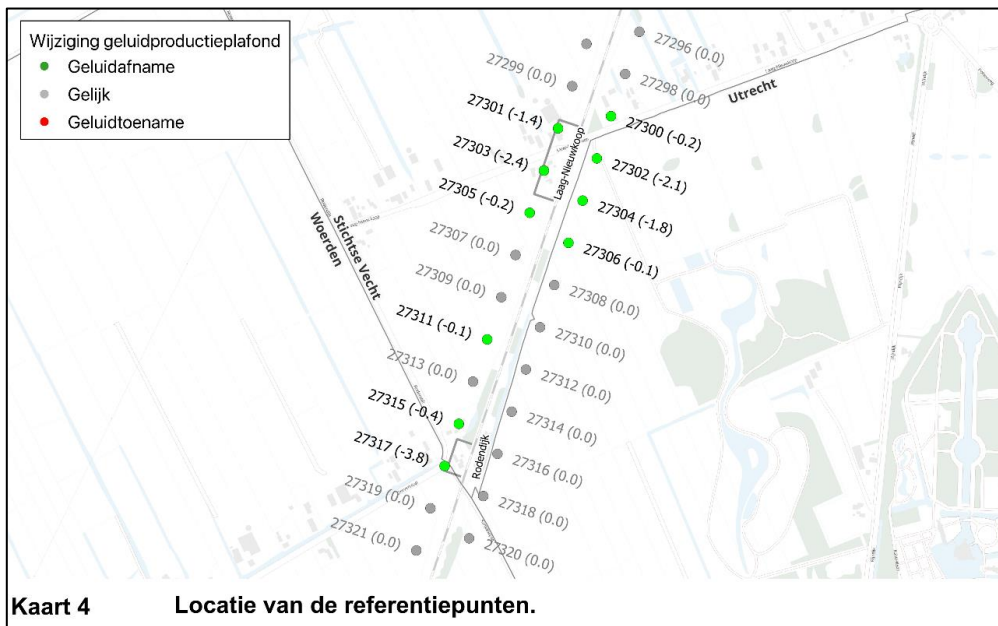 Wijziging geluidproductieplafond
Geluidafname
Gelijk
Geluidtoename
27296 (0.0)
27299 (0.0)
27298 (0.0)
Utrecht
27301 (-1.4)
27300 (-0.2)
Laag-Nieuwkoop
27303 (-2.4)
27302 (-2.1)
27305 (-0.2)
27304 (-1.8)
Stichtse Vecht
Woerden
27307 (0.0)
27306 (-0.1)
27309 (0.0)
27308 (0.0)
27311 (-0.1)
27310 (0.0)
27313 (0.0)
27312 (0.0)
27315 (-0.4)
27314 (0.0)
27317 (-3.8)
Rodendijk
27316 (0.0)
27319 (0.0)
27318 (0.0)
27321 (0.0)
27320 (0.0)
Kaart 4 Locatie van de referentiepunten.